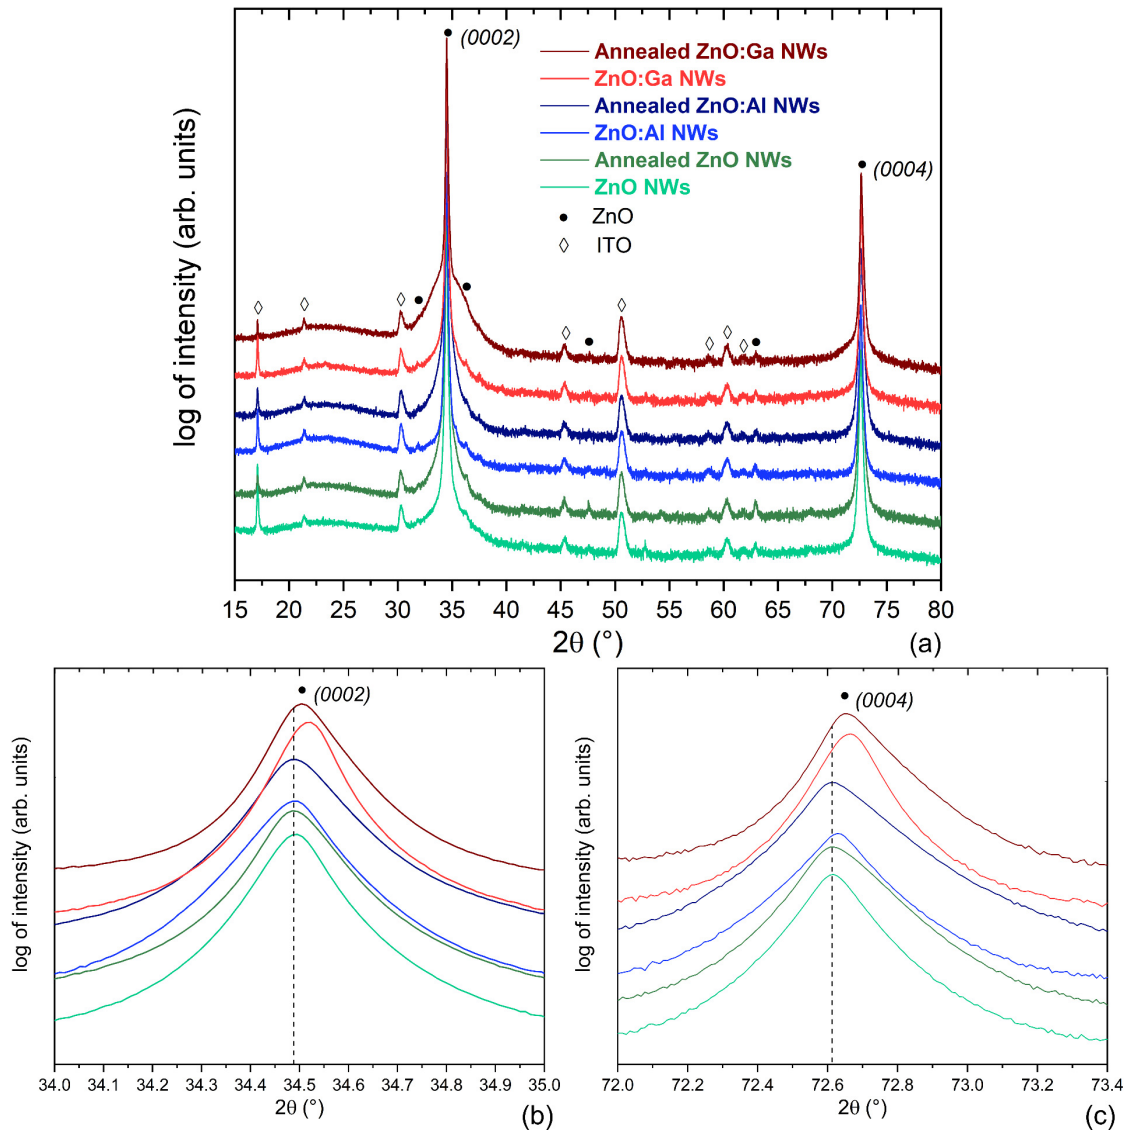 (0002)
Annealed ZnO:Ga NWs
ZnO:Ga NWs
Annealed ZnO:Al NWs
ZnO:Al NWs
Annealed ZnO NWs
ZnO NWs
ZnO
ITO
(0004)
log of intensity (arb. units)
15 20 25 30 35 40 45 50 55 60 65 70 75 80
2θ (°)
(a)
(0002)
log of intensity (arb. units)
34.0 34.1 34.2 34.3 34.4 34.5 34.6 34.7 34.8 34.9 35.0
2θ (°)
(b)
(0004)
log of intensity (arb. units)
72.0 72.2 72.4 72.6 72.8 73.0 73.2 73.4
2θ (°)
(c)